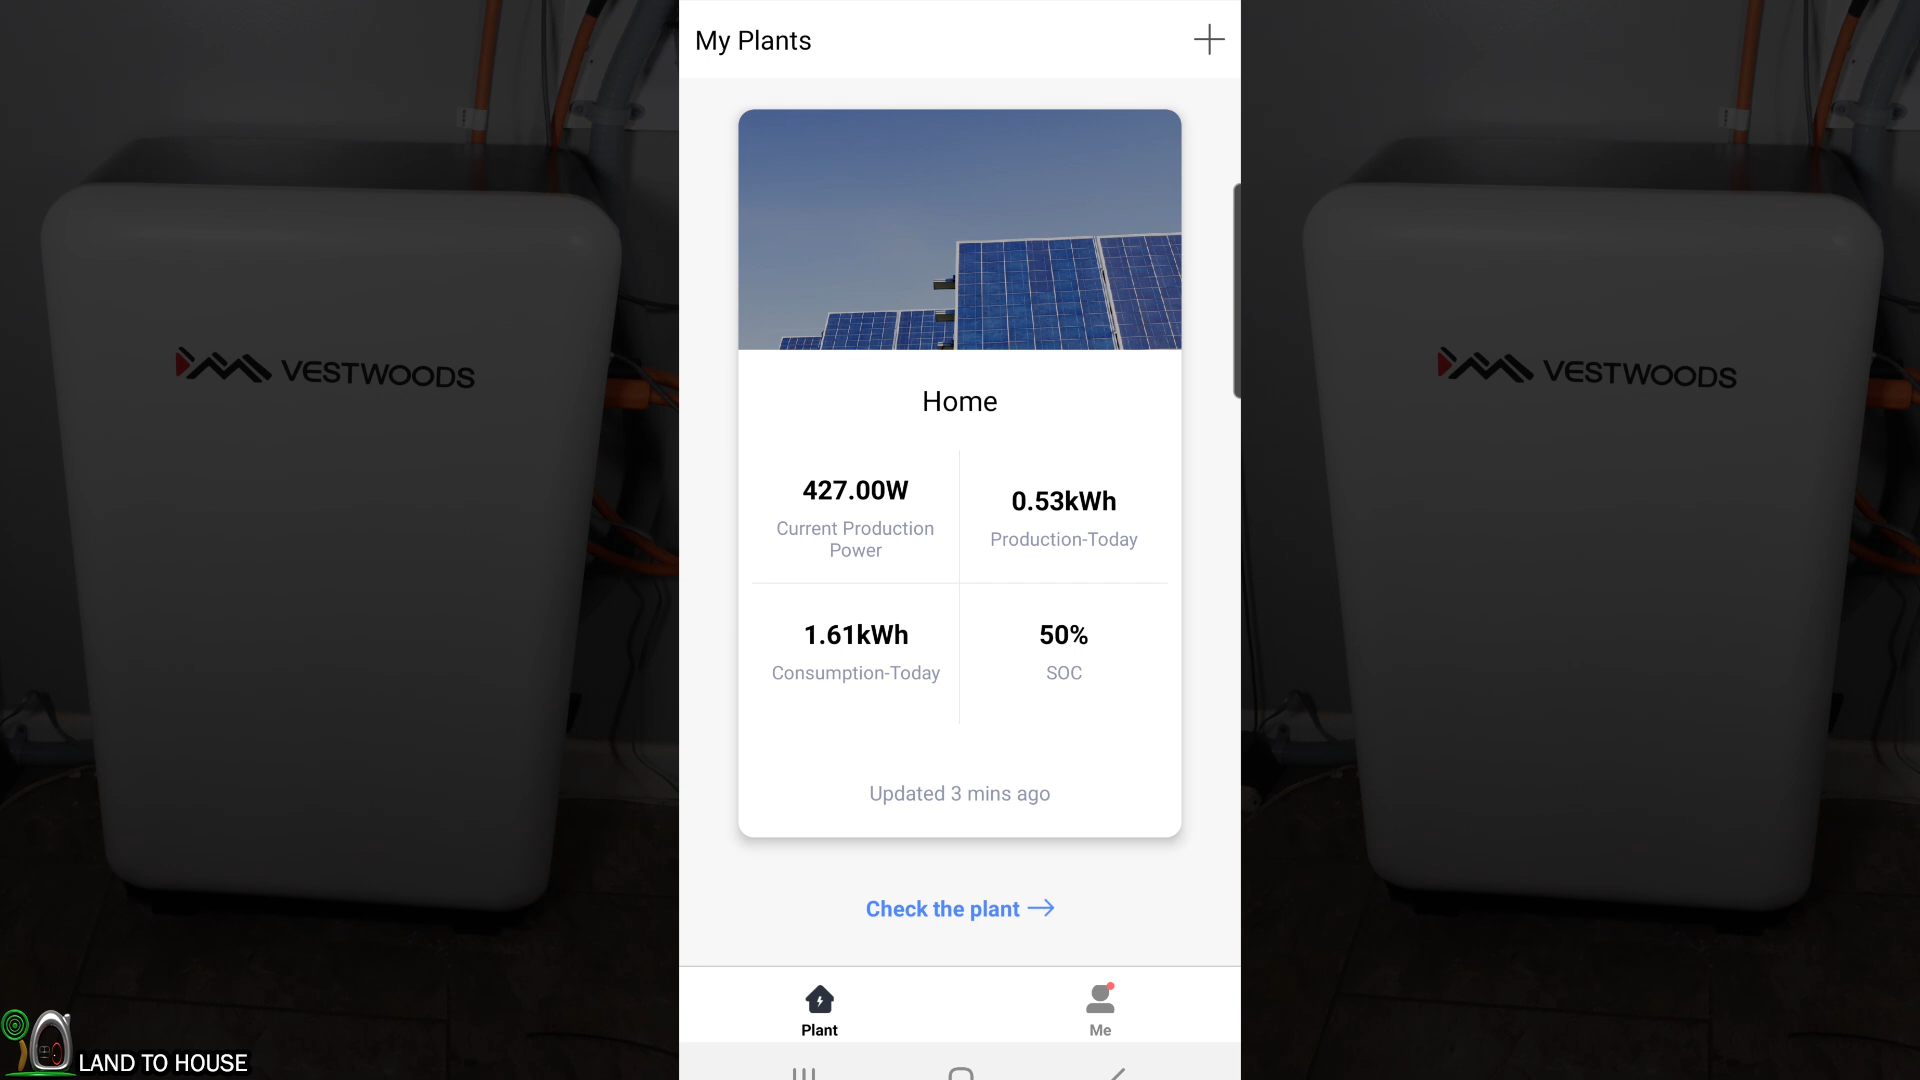 My Plants
VESTWOODS
VESTWOODS
Home
427.00W
Current Production
Power
0.53kWh
Production-Today
1.61kWh
Consumption-Today
50%
SOC
Updated 3 mins ago
Check the plant
Plant
Me
LAND TO HOUSE